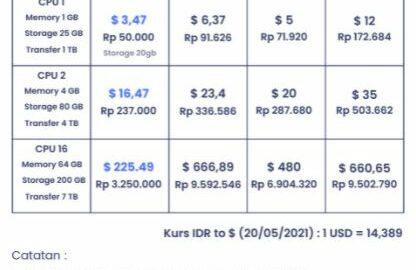 CPU 1
Memory 1 GB
Storage 25 GB
Transfer 1 TB
$ 3,47
Rp 50.000
Storage 20gb
$ 6,37
Rp 91.626
$ 5
Rp 71.920
$ 12
Rp 172.684
CPU 2
Memory 4 GB
Storage 80 GB
Transfer 4 TB
$ 16,47
Rp 237.000
$ 23,4
Rp 336.586
$ 20
Rp 287.680
$ 35
Rp 503.662
CPU 16
Memory 64 GB
Storage 200 GB
Transfer 7 TB
$ 225.49
Rp 3.250.000
$ 666,89
Rp 9.592.546
$ 480
Rp 6.904.320
$ 660,65
Rp 9.502.790
Kurs IDR to $ (20/05/2021) : 1 USD = 14,389
Catatan :